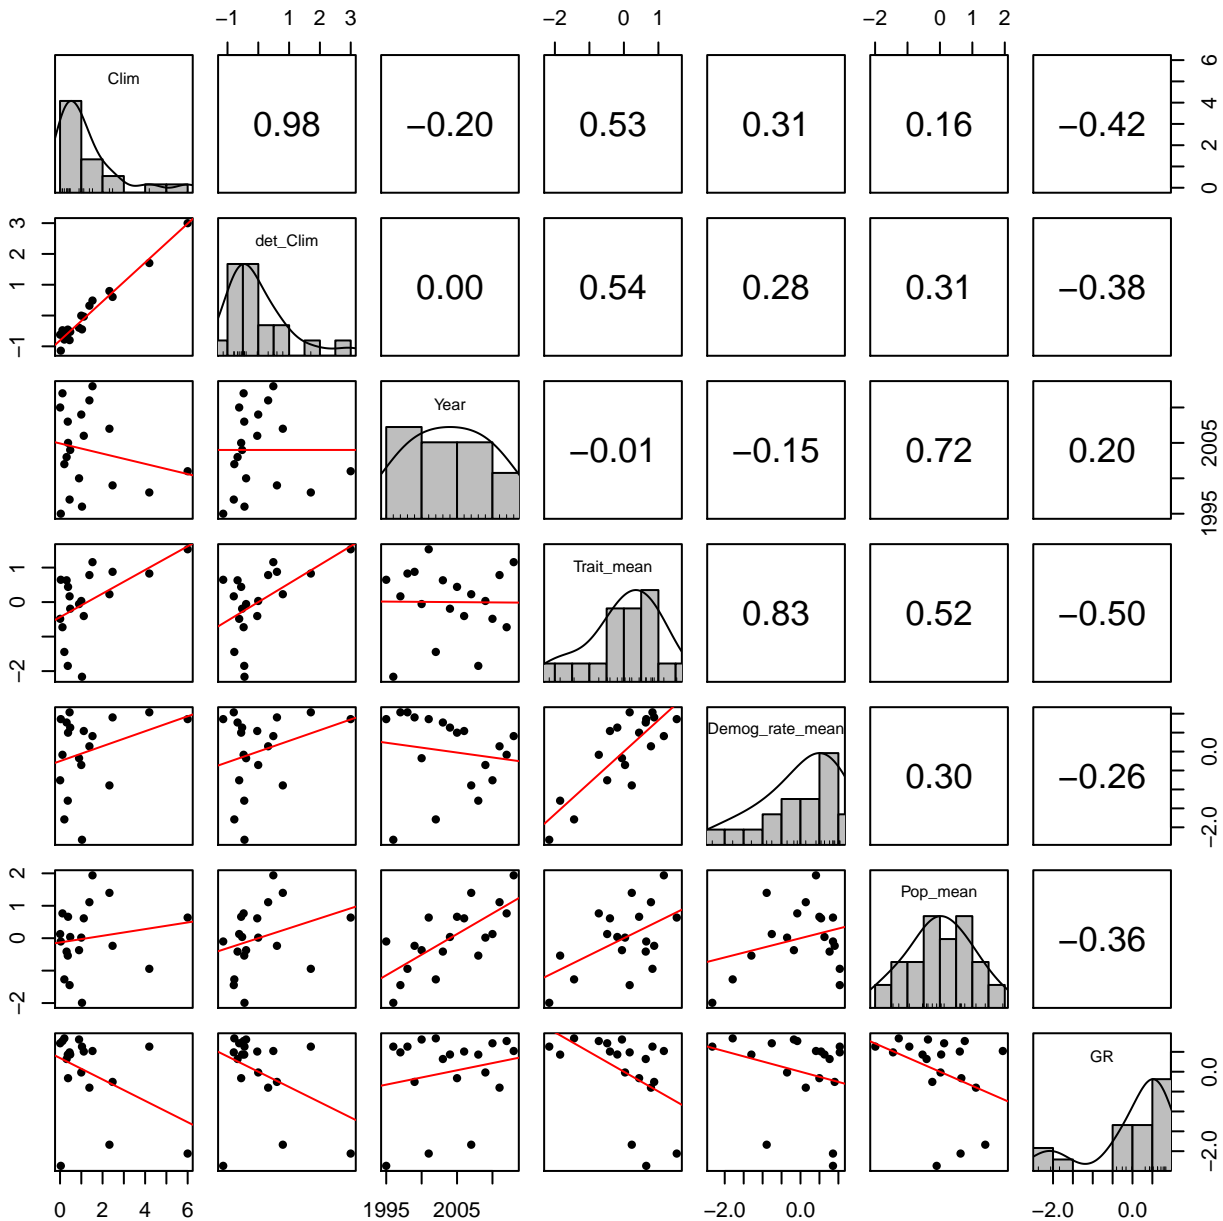 −1 1 2 3 −2 0 1 −2 0 2
Clim 0.98 −0.20 0.53 0.31 0.16 −0.42 0 2 4 6
−1 1 2 3 det_Clim 0.00 0.54 0.28 0.31 −0.38
Year −0.01 −0.15 0.72 0.20 1995 2005
−2 0 1 Trait_mean 0.83 0.52 −0.50
Demog_rate_mean 0.30 −0.26 −2.0 0.0
−2 0 1 2 Pop_mean −0.36
GR −2.0 0.0
0 2 4 6 1995 2005 −2.0 0.0 −2.0 0.0